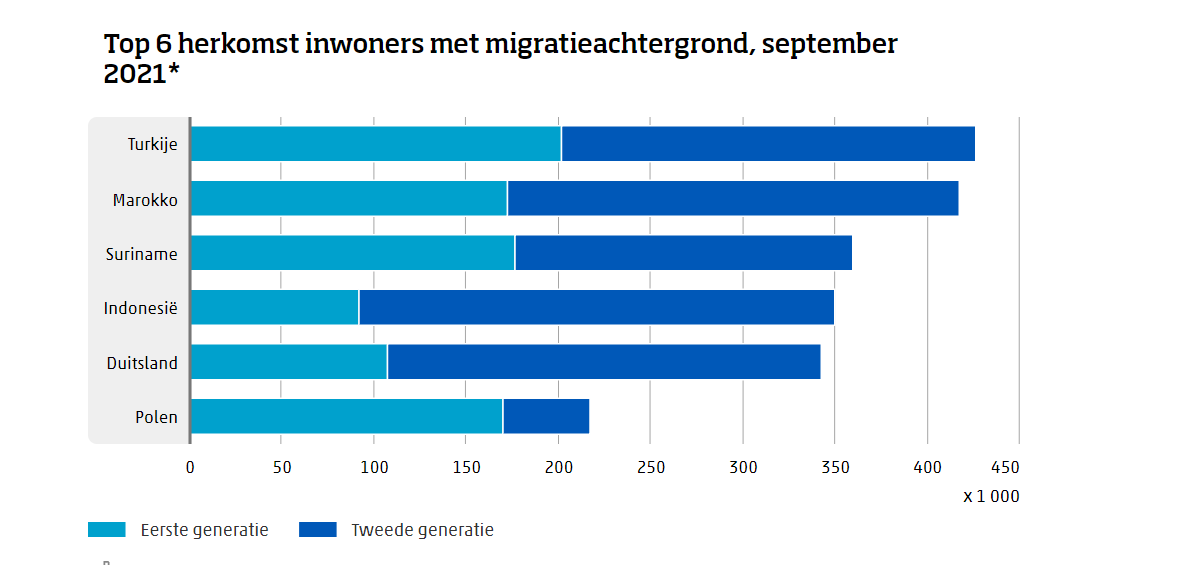 Top 6 herkomst inwoners met migratieachtergrond, september
2021*
Turkije
Marokko
Suriname
Indonesië
Duitsland
Polen
0 50 100 150 200 250 300 350 400 450
x 1 000
Eerste generatie Tweede generatie